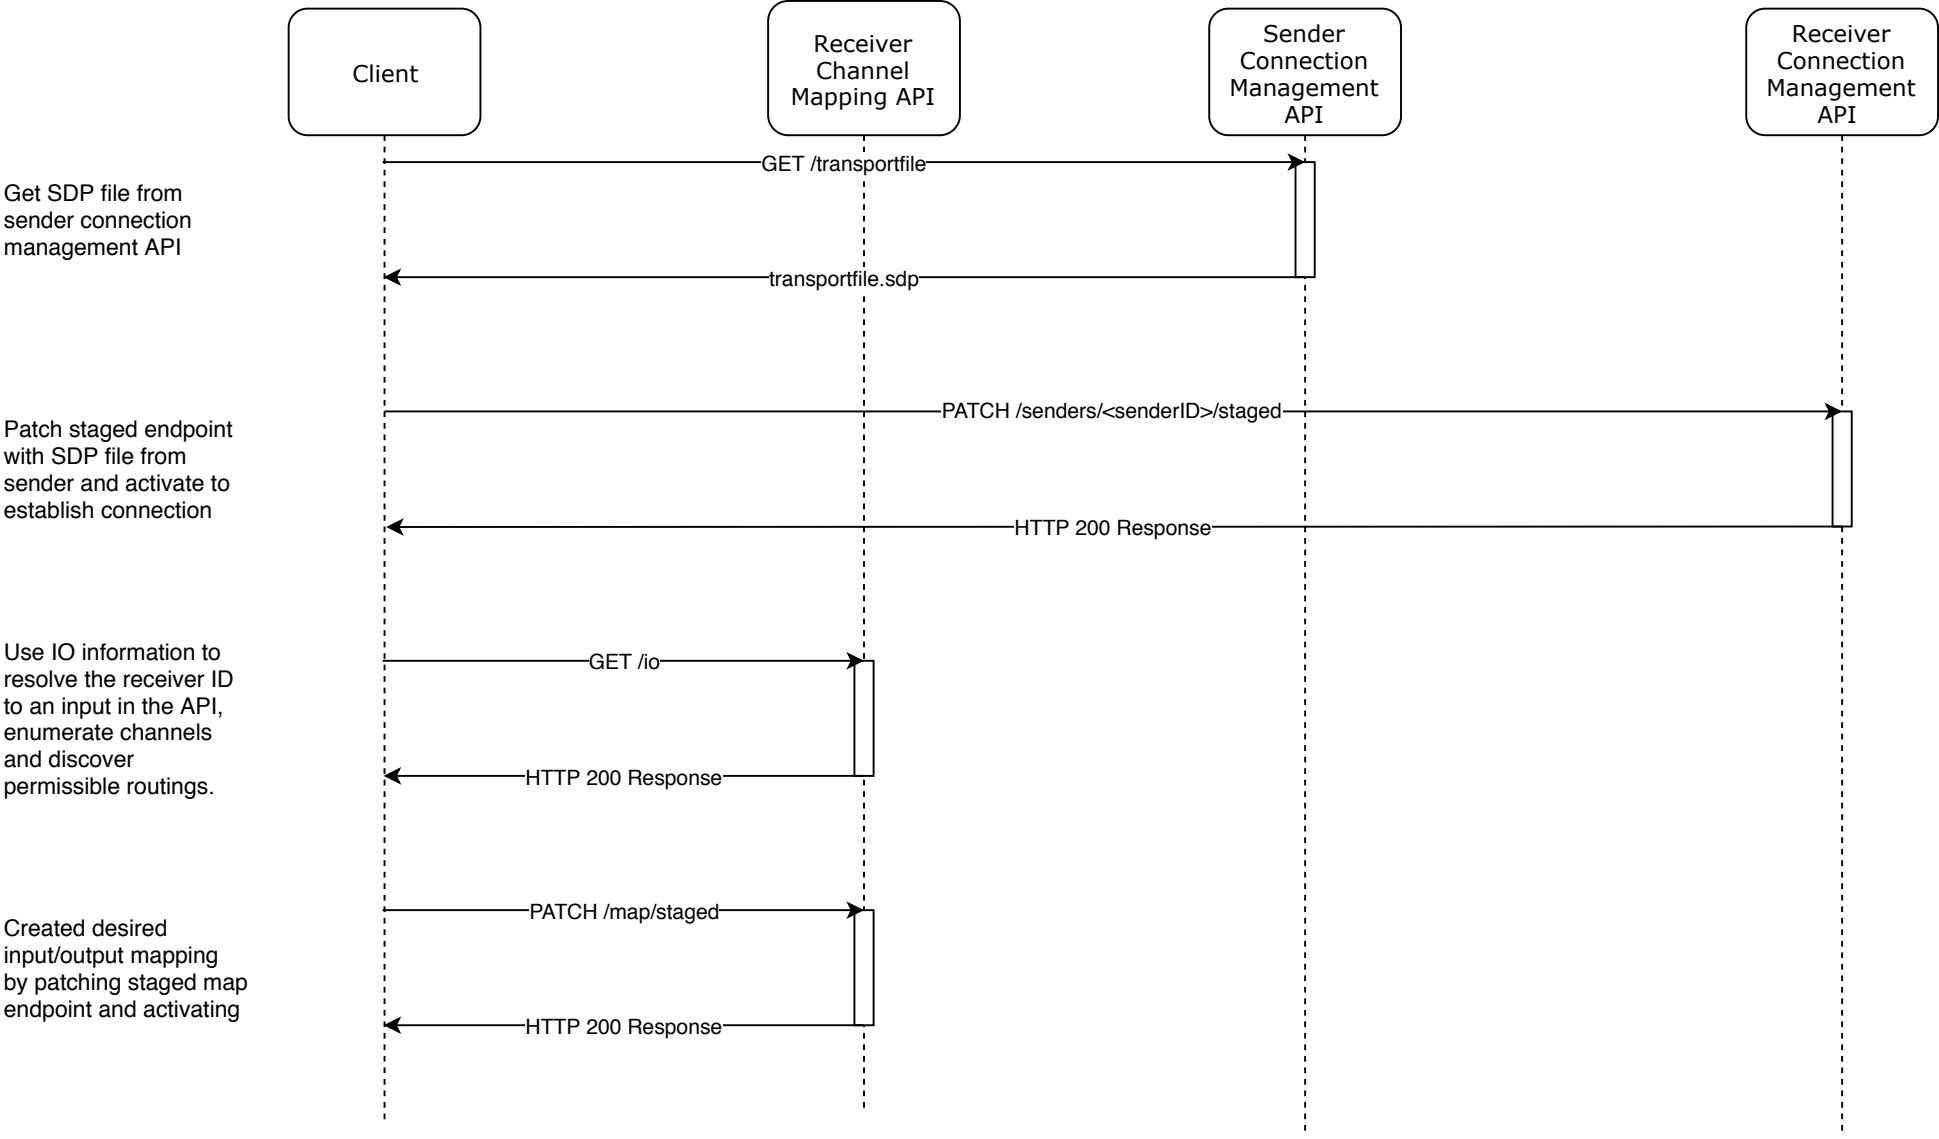 Client
Receiver
Channel
Mapping API
Sender
Connection
Management
API
Receiver
Connection
Management
API
GET /transportfile
Get SDP file from
sender connection
management API
transportfile.sdp
PATCH /senders/<senderID>/staged
Patch staged endpoint
with SDP file from
sender and activate to
establish connection
HTTP 200 Response
Use IO information to
resolve the receiver ID
to an input in the API,
enumerate channels
and discover
permissible routings.
GET /io
HTTP 200 Response
PATCH /map/staged
Created desired
input/output mapping
by patching staged map
endpoint and activating
HTTP 200 Response